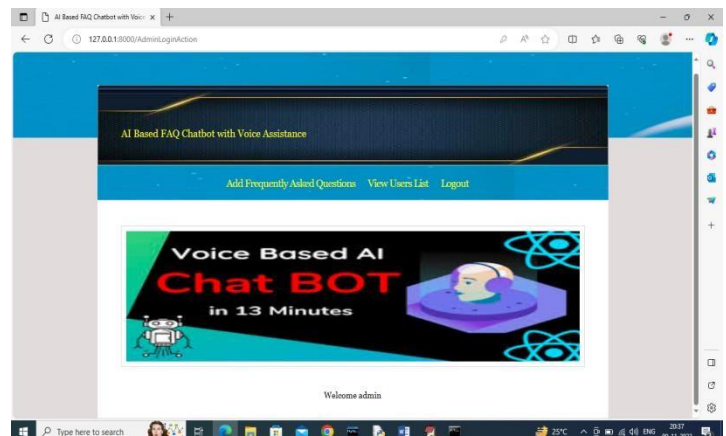 AI Based FAQ Chatbot with Voice
127.0.0.1:8000/AdminLoginAction
AI Based FAQ Chatbot with Voice Assistance
Add Frequently Asked Questions View Users List Logout
Voice Based AI
Chat BOT
in 13 Minutes
Welcome admin
Type here to search
25°C
ENG
20:37